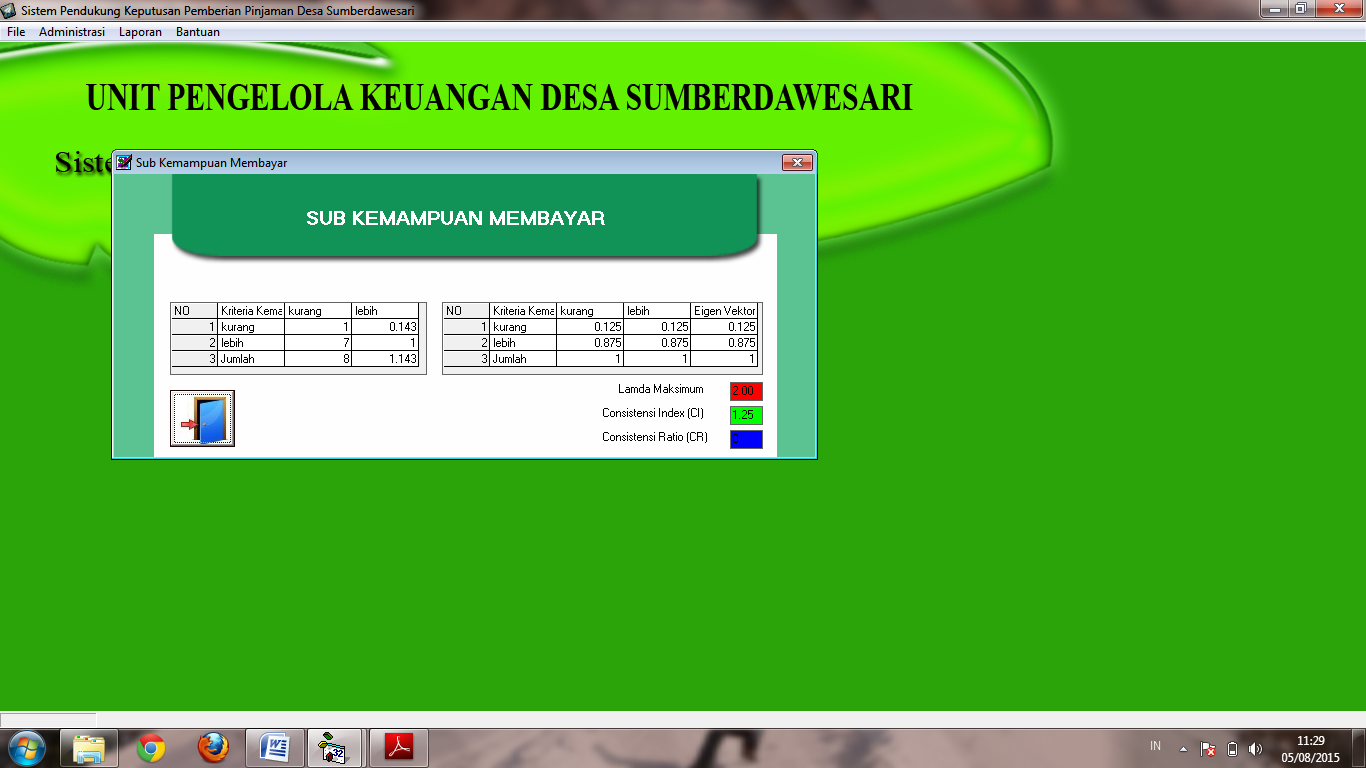 Sistem Pendukung Keputusan Pemberian Pinjaman Desa Sumberdawesari
File Administrasi Laporan Bantuan
UNIT PENGELOLA KEUANGAN DESA SUMBERDAWESARI
Siste
Sub Kemampuan Membayar
SUB KEMAMPUAN MEMBAYAR
NO Kriteria Kema kurang lebih
1 kurang 1 0.143
2 lebih 7 1
3 Jumlah 8 1.143
NO Kriteria Kema kurang lebih Eigen Vektor
1 kurang 0.125 0.125 0.125
2 lebih 0.875 0.875 0.875
3 Jumlah 1 1 1
Lamda Maksimum 2.00
Consistensi Index (CI) 1.25
Consistensi Ratio (CR) 0
32
IN 11:29
05/08/2015